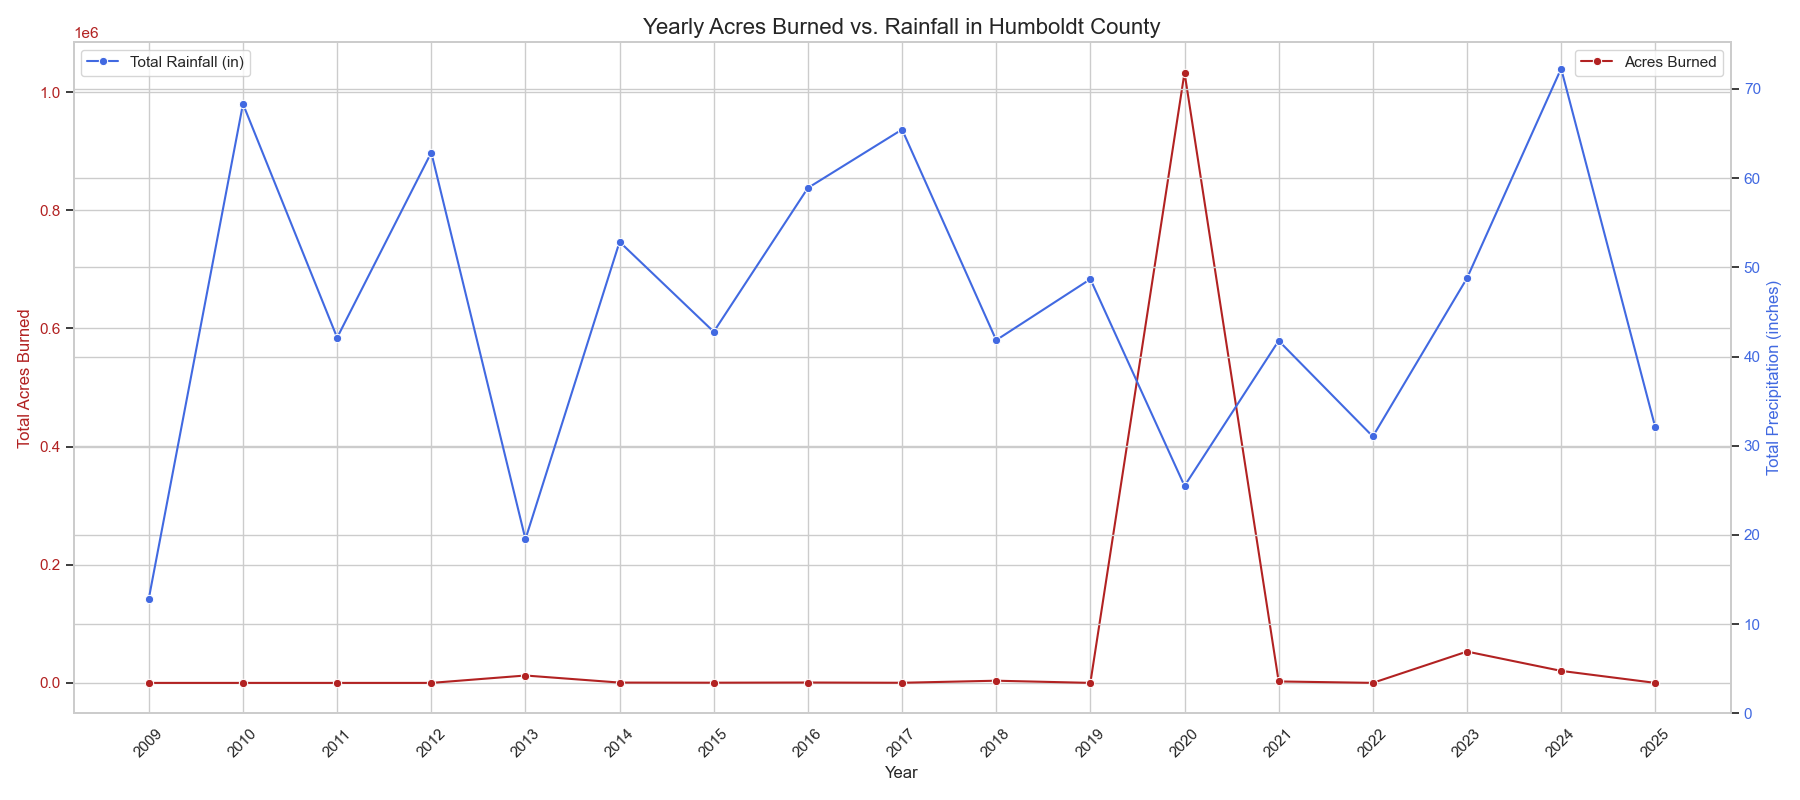 Yearly Acres Burned vs. Rainfall in Humboldt County
1e6
Total Rainfall (in)
Acres Burned
1.0
0.8
0.6
0.4
0.2
0.0
Total Acres Burned
70
60
50
40
30
20
10
0
Total Precipitation (inches)
2009 2010 2011 2012 2013 2014 2015 2016 2017 2018 2019 2020 2021 2022 2023 2024 2025
Year